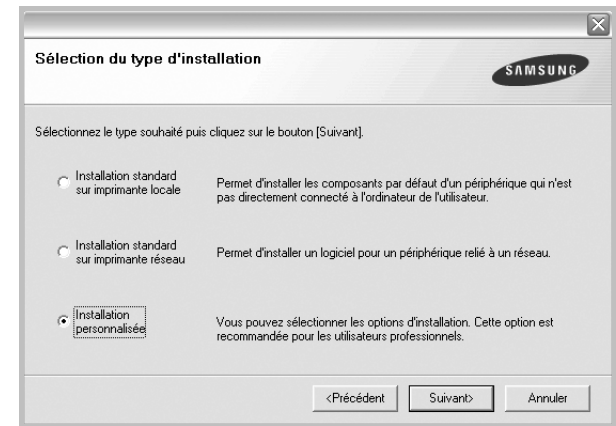 Sélection du type d'installation
SAMSUNG
Sélectionnez le type souhaité puis cliquez sur le bouton [Suivant].
Installation standard
sur imprimante locale
Permet d'installer les composants par défaut d'un périphérique qui n'est
pas directement connecté à l'ordinateur de l'utilisateur.
Installation standard
sur imprimante réseau
Permet d'installer un logiciel pour un périphérique relié à un réseau.
Installation
personnalisée
Vous pouvez sélectionner les options d'installation. Cette option est
recommandée pour les utilisateurs professionnels.
<Précédent
Suivant>
Annuler